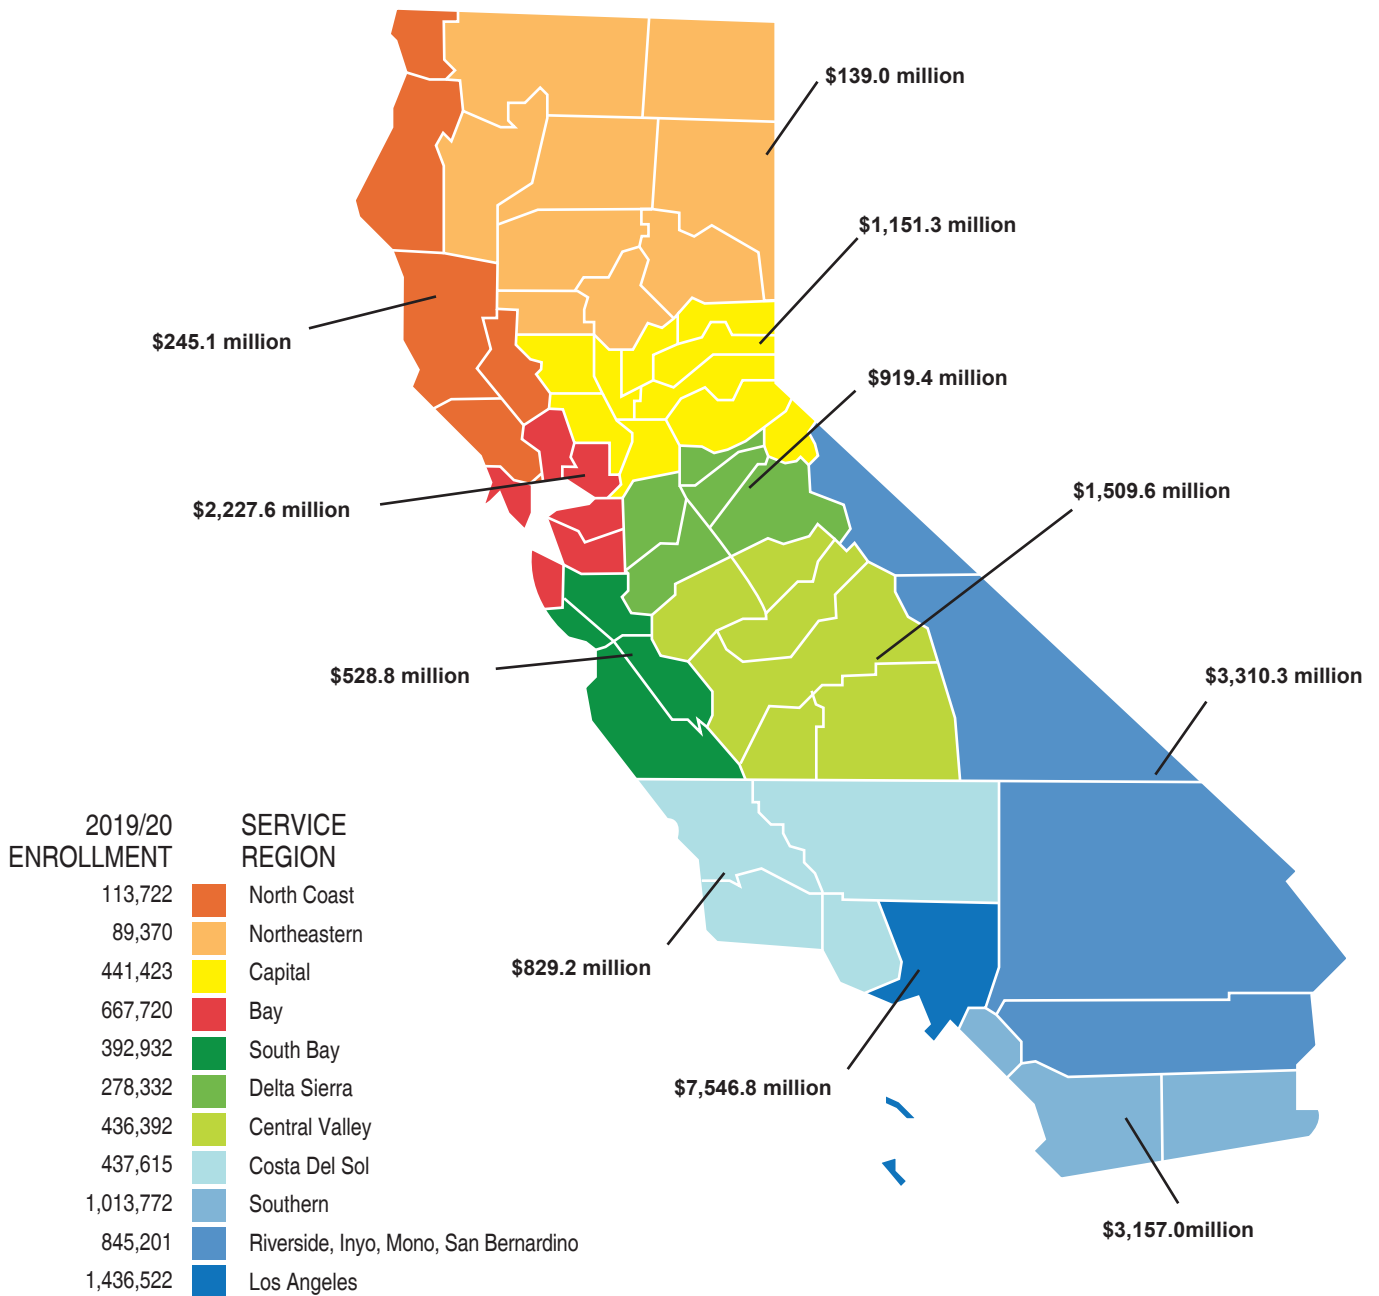 $139.0 million
$1,151.3 million
$245.1 million
$919.4 million
$2,227.6 million
$1,509.6 million
$528.8 million
$3,310.3 million
2019/20 SERVICE
ENROLLMENT REGION
113,722 North Coast
89,370 Northeastern
441,423 Capital
667,720 Bay
392,932 South Bay
278,332 Delta Sierra
436,392 Central Valley
437,615 Costa Del Sol
1,013,772 Southern
845,201 Riverside, Inyo, Mono, San Bernardino
1,436,522 Los Angeles
$829.2 million
$7,546.8 million
$3,157.0million